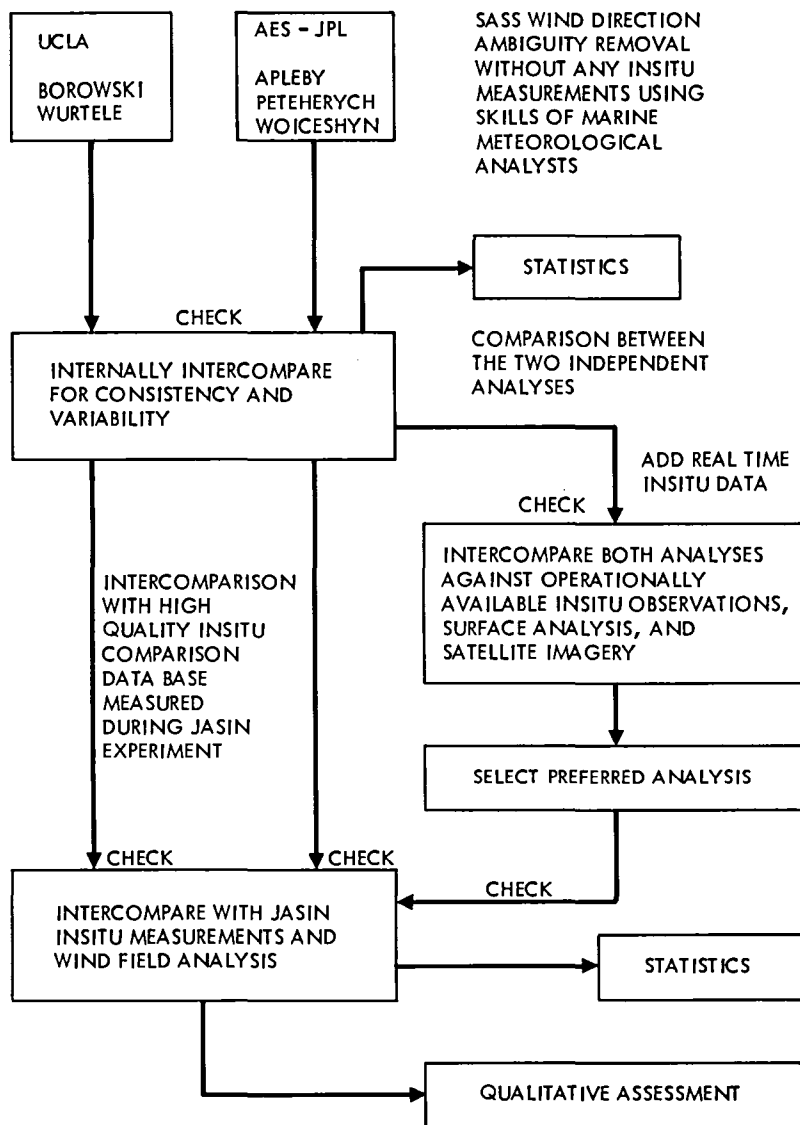 UCLA
BOROWSKI
WURTELE
AES - JPL
APLEBY
PETEHERYCH
WOICESHYN
SASS WIND DIRECTION
AMBIGUITY REMOVAL
WITHOUT ANY INSITU
MEASUREMENTS USING
SKILLS OF MARINE
METEOROLOGICAL
ANALYSTS
STATISTICS
CHECK
INTERNALLY INTERCOMPARE
FOR CONSISTENCY AND
VARIABILITY
COMPARISON BETWEEN
THE TWO INDEPENDENT
ANALYSES
ADD REAL TIME
INSITU DATA
CHECK
INTERCOMPARE BOTH ANALYSES
AGAINST OPERATIONALLY
AVAILABLE INSITU OBSERVATIONS,
SURFACE ANALYSIS, AND
SATELLITE IMAGERY
INTERCOMPARISON
WITH HIGH
QUALITY INSITU
COMPARISON
DATA BASE
MEASURED
DURING JASIN
EXPERIMENT
SELECT PREFERRED ANALYSIS
CHECK
CHECK
CHECK
INTERCOMPARE WITH JASIN
INSITU MEASUREMENTS AND
WIND FIELD ANALYSIS
STATISTICS
QUALITATIVE ASSESSMENT